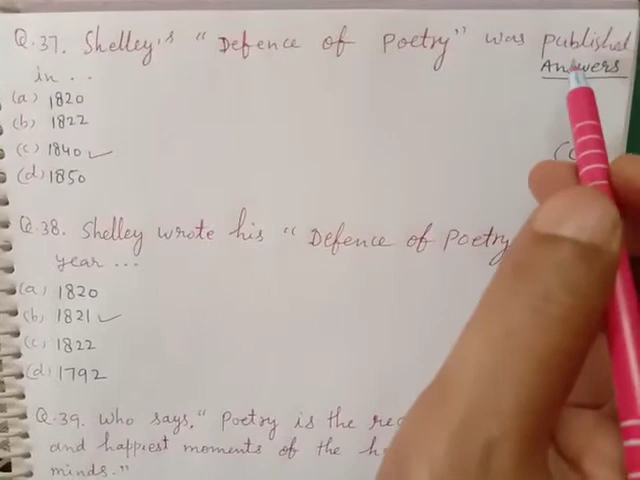 Q.37. Shelley's "Defence of Poetry" was published
in ..
Answers
(a) 1820
(b) 1822
(c) 1840 ✓
(d) 1850
Q.38. Shelley wrote his "Defence of Poetry
year ...
(a) 1820
(b) 1821 ✓
(c) 1822
(d) 1792
Q.39. Who says, "Poetry is the
and happiest moments of the
minds."